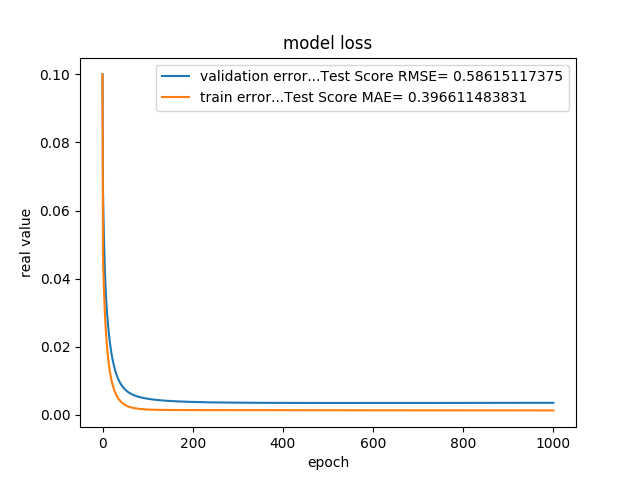 model loss
validation error...Test Score RMSE= 0.58615117375
train error...Test Score MAE= 0.396611483831
real value
0.10
0.08
0.06
0.04
0.02
0.00
0 200 400 600 800 1000
epoch